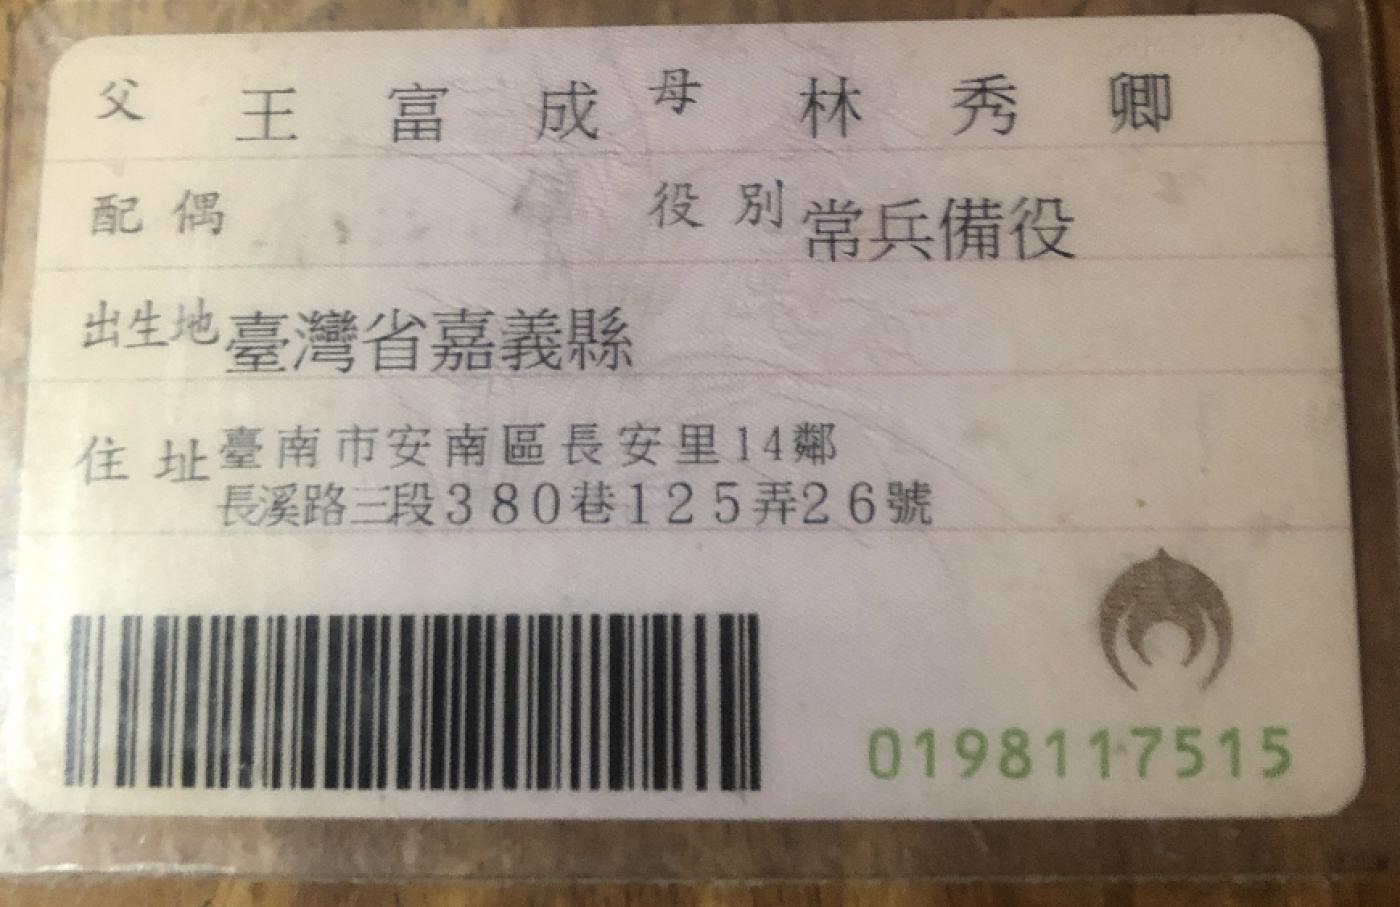 父 王富成 母 林秀卿
配偶 役別 常兵備役
出生地 臺灣省嘉義縣
住址 臺南市安南區長安里14鄰
長溪路三段380巷125弄26號
0198117515